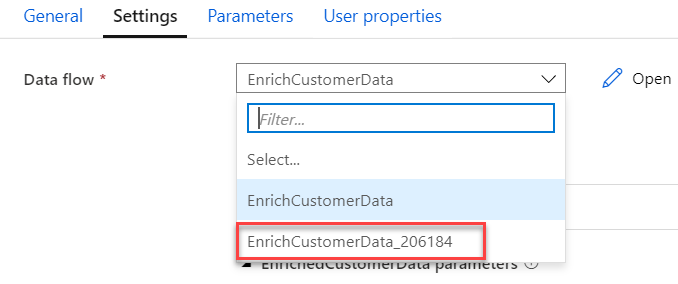 General Settings Parameters User properties
Data flow * EnrichCustomerData Open
Filter...
Select...
EnrichCustomerData
EnrichCustomerData_206184
EnrichedCustomerData parameters